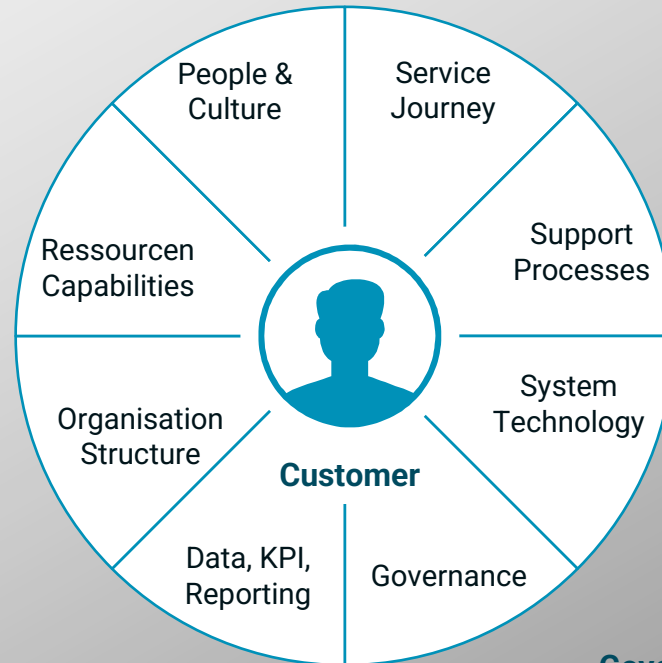 People &
Culture
Service
Journey
Ressourcen
Capabilities
Support
Processes
Organisation
Structure
System
Technology
Customer
Data, KPI,
Reporting
Governance